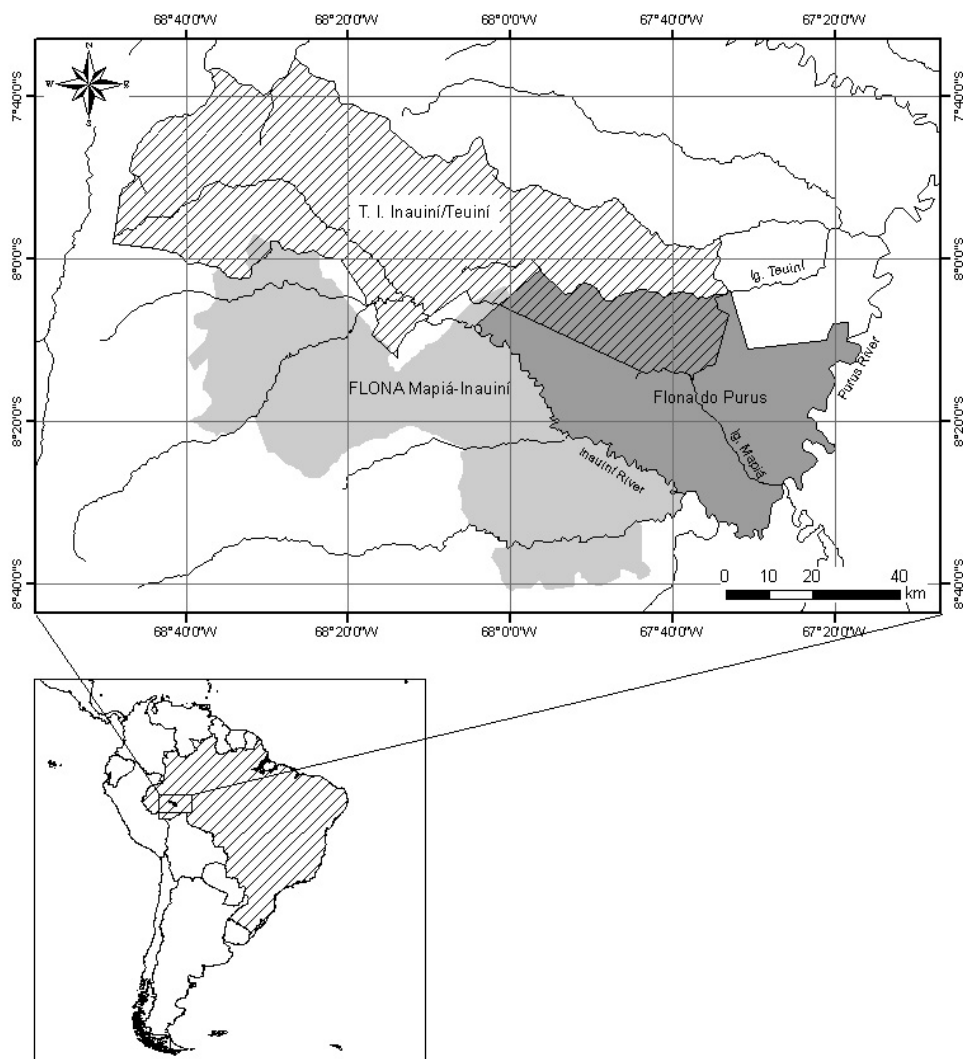 68°40'0"W 68°20'0"W 68°0'0"W 67°40'0"W 67°20'0"W
N
W E
S
7°40'0"S 7°40'0"S
T. I. Inauiní/Teuiní
8°0'0"S 8°0'0"S
Ig. Teuiní
Purus River
FLONA Mapiá-Inauiní
Flona do Purus
8°20'0"S 8°20'0"S
Ig. Mapiá
Inauiní River
8°40'0"S 8°40'0"S
0 10 20 40
km
68°40'0"W 68°20'0"W 68°0'0"W 67°40'0"W 67°20'0"W